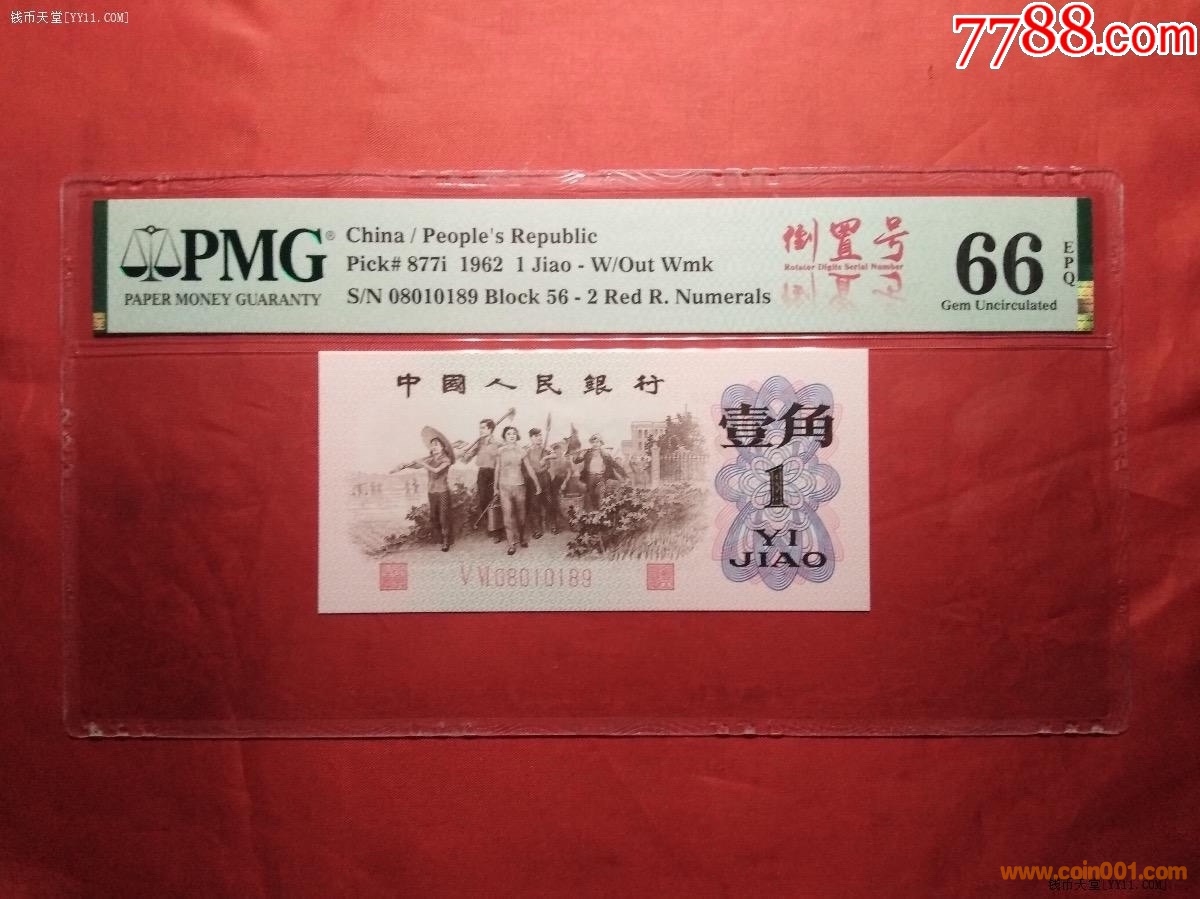 钱币天堂[YY11.COM]
7788.com
PMG®
PAPER MONEY GUARANTY
China / People's Republic
Pick# 877i 1962 1 Jiao - W/Out Wmk
S/N 08010189 Block 56 - 2 Red R. Numerals
倒置号
Rotator Digits Serial Number
66
EPQ
Gem Uncirculated
中國人民銀行
壹角
1
YI
JIAO
V VI 08010189
www.coin001.com
钱币天堂[YY11.COM]